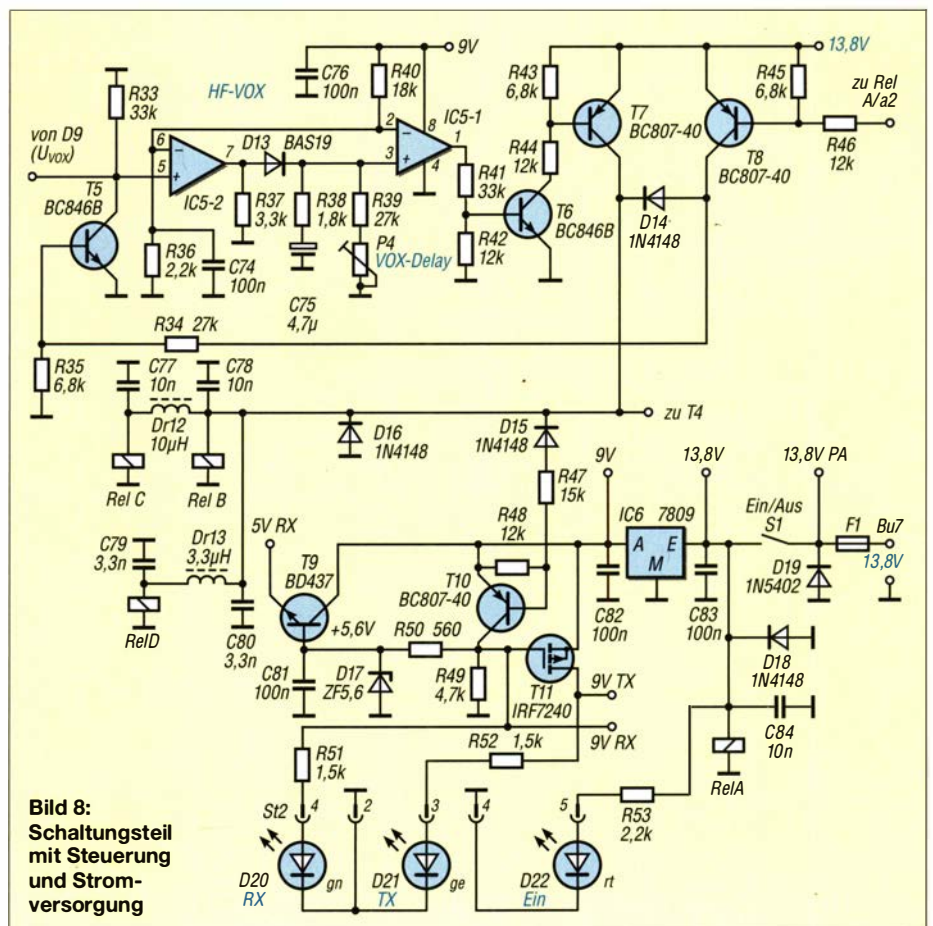 9V
13,8V
R33
33k
HF-VOX
C76
100n
R40
18k
R43
6,8k
R45
6,8k
zu Rel
A/a2
von D9
(UVOX)
D13
BAS19
IC5-1
2
8
1
3
4
T7
BC807-40
R46
12k
6
7
5
IC5-2
R44
12k
T8
BC807-40
T5
BC846B
R41
33k
R37
3,3k
R38
1,8k
R39
27k
T6
BC846B
D14
1N4148
R36
2,2k
C74
100n
P4
VOX-Delay
R42
12k
R34 27k
C75
4,7µ
R35
6,8k
C77
10n
C78
10n
Dr12
10µH
zu T4
D16
1N4148
D15
1N4148
Rel C
Rel B
R47
15k
9V
13,8V
13,8V PA
R48
12k
IC6 7809
A E
M
Ein/Aus
S1
F1 Bu7
13,8V
C79
3,3n
Dr13
3,3µH
5V RX
T9
BD437
T10
BC807-40
C82
100n
C83
100n
D19
1N5402
RelD
C80
3,3n
+5,6V
R50 560
D18
1N4148
C81
100n
D17
ZF5,6
R49
4,7k
T11
IRF7240
9V TX
C84
10n
R52 1,5k
9V RX
R51
1,5k
RelA
St2
4
2
3
4
5
R53
2,2k
Bild 8:
Schaltungsteil
mit Steuerung
und Strom-
versorgung
D20
RX
gn
D21
TX
ge
D22
Ein
rt